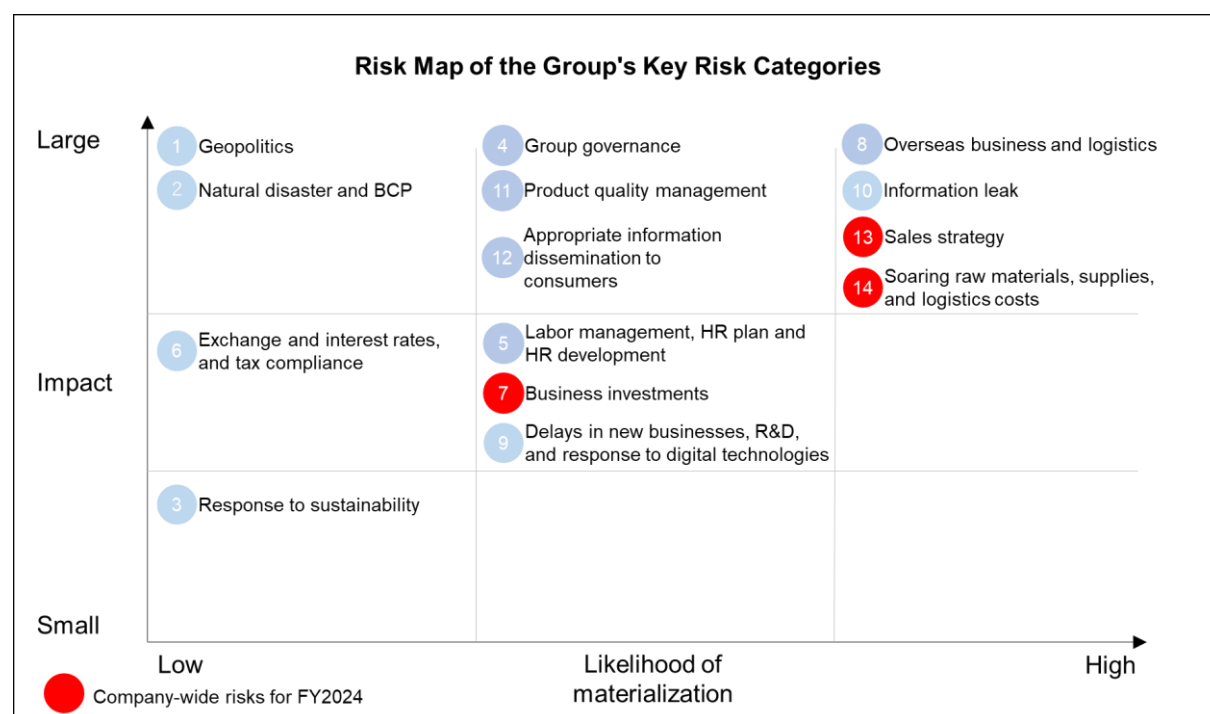 Risk Map of the Group's Key Risk Categories
Large
1 Geopolitics
4 Group governance
8 Overseas business and logistics
2 Natural disaster and BCP
11 Product quality management
10 Information leak
12 Appropriate information
dissemination to
consumers
13 Sales strategy
14 Soaring raw materials, supplies,
and logistics costs
Impact
6 Exchange and interest rates,
and tax compliance
5 Labor management, HR plan and
HR development
7 Business investments
9 Delays in new businesses, R&D,
and response to digital technologies
3 Response to sustainability
Small
Low
Likelihood of
materialization
High
Company-wide risks for FY2024